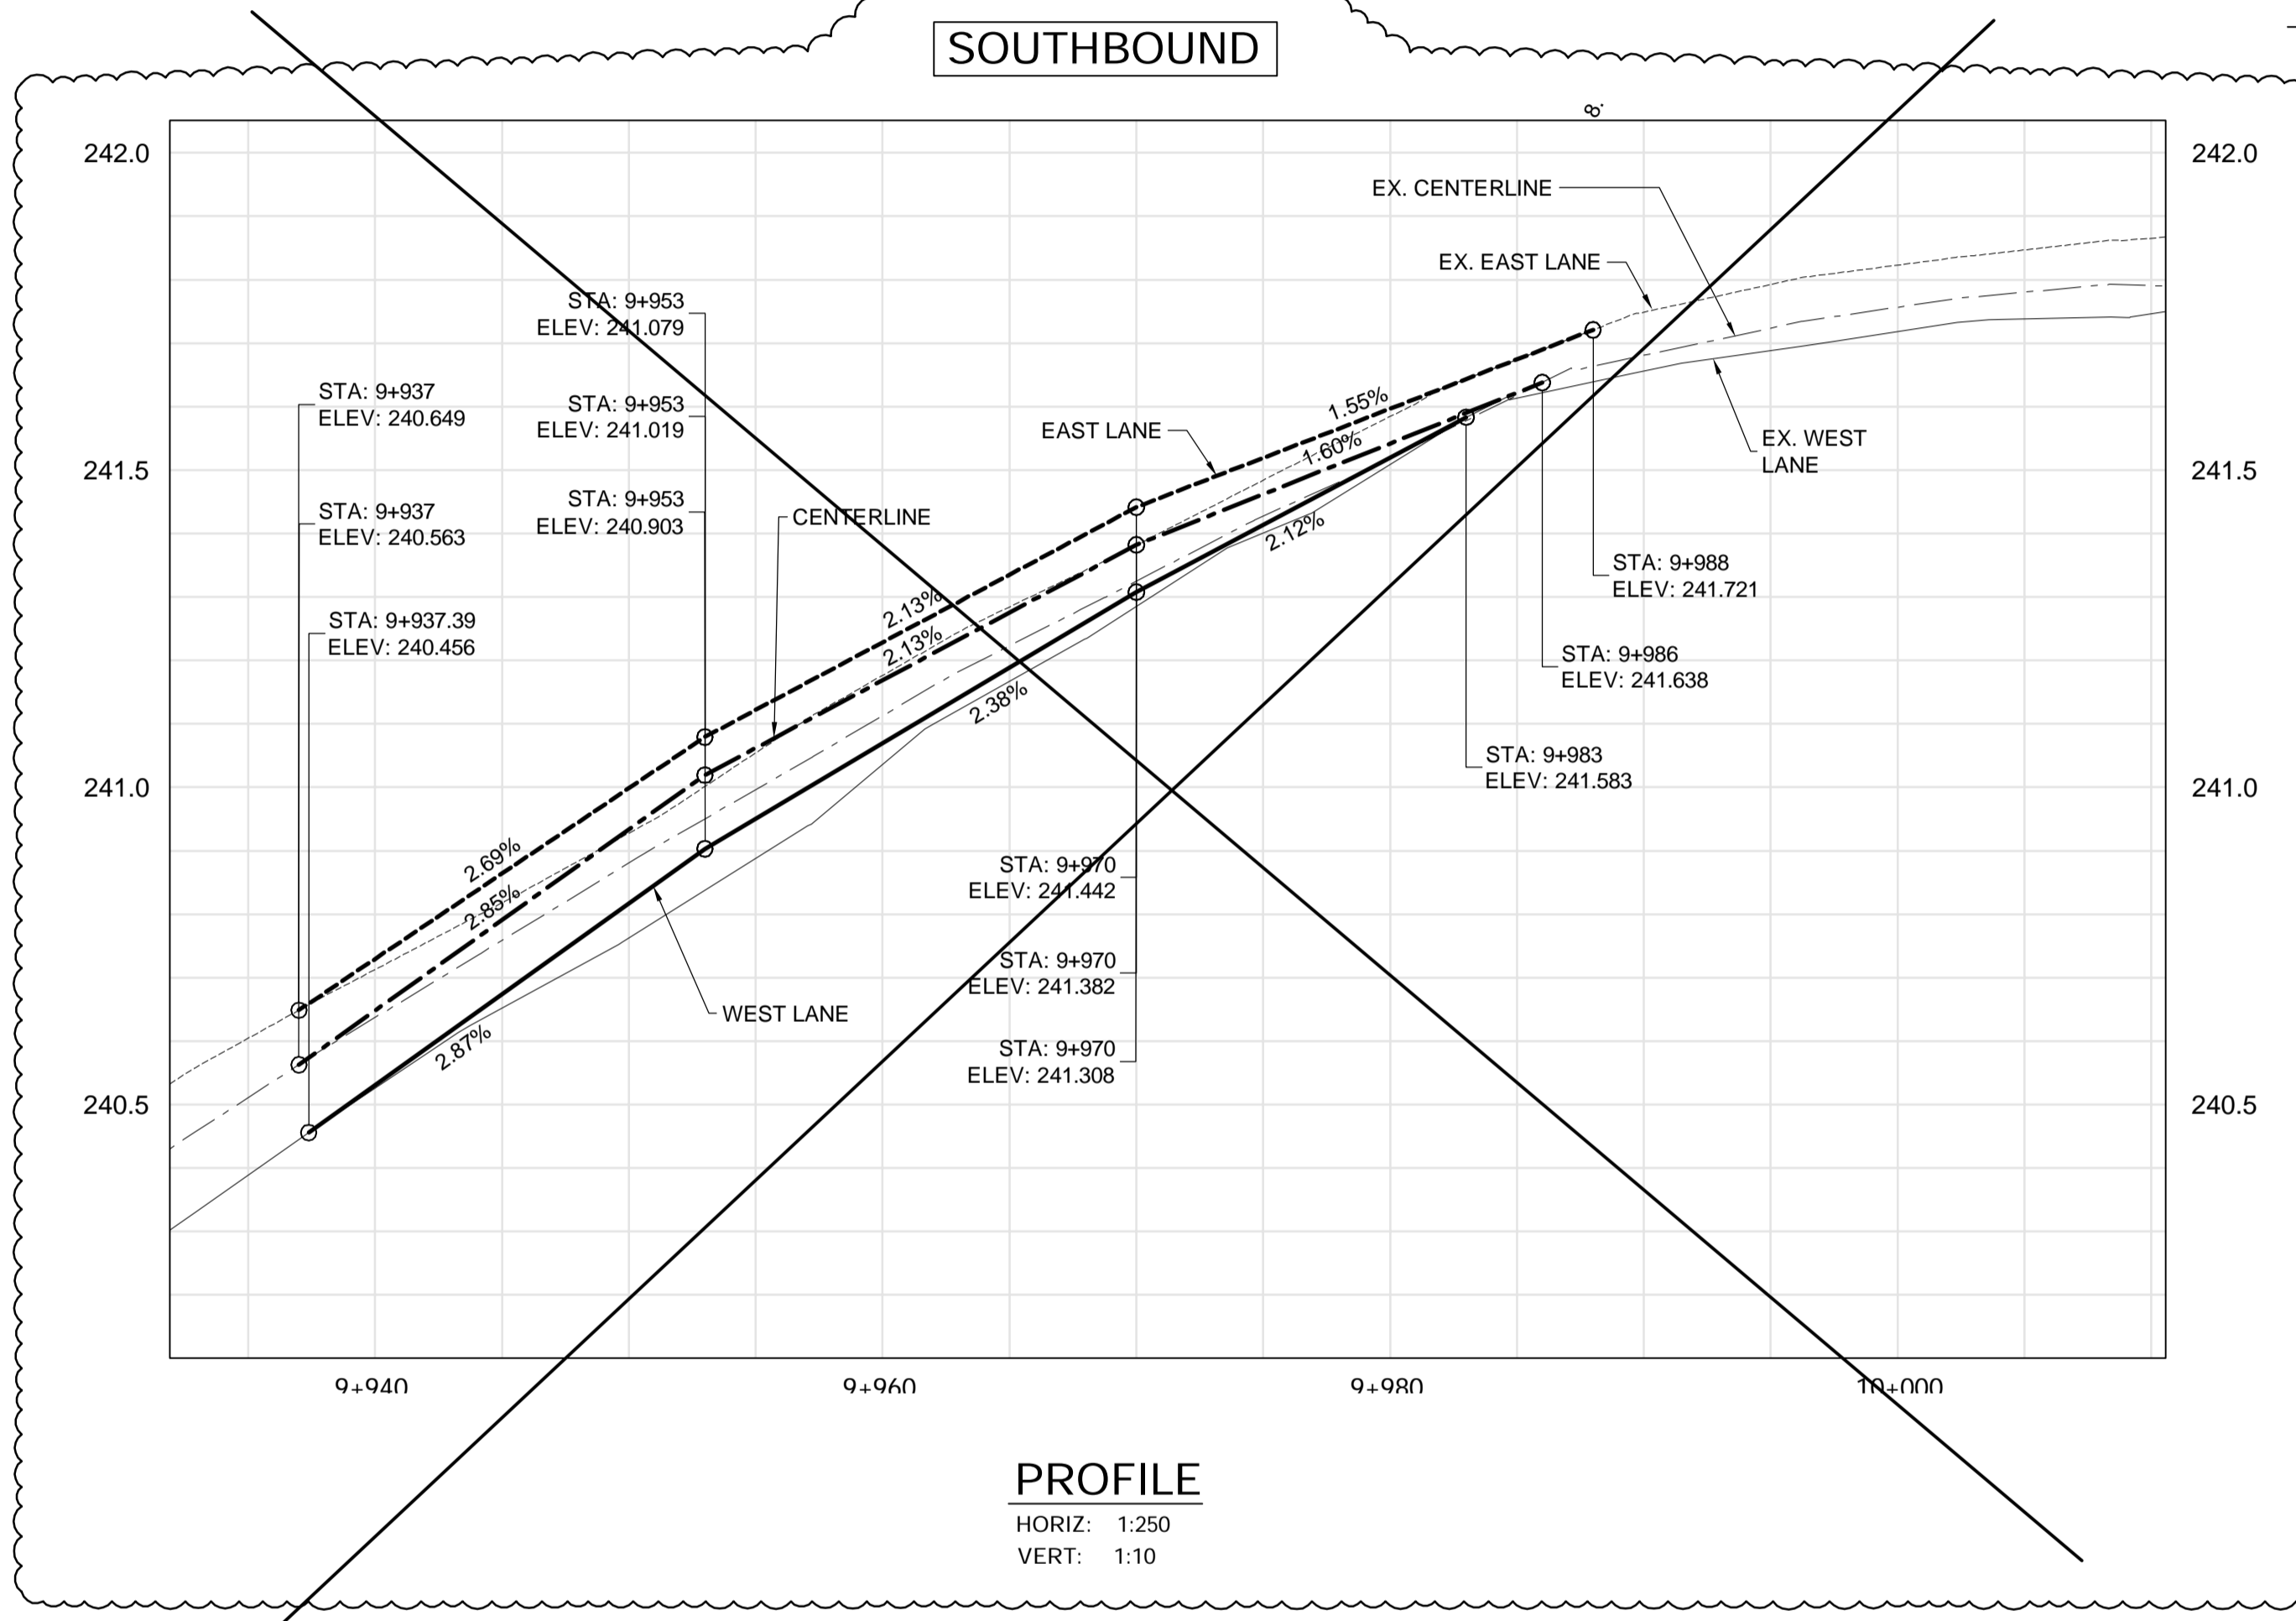 SOUTHBOUND
8.
242.0
242.0
EX. CENTERLINE
EX. EAST LANE
STA: 9+953
ELEV: 241.079
STA: 9+937
ELEV: 240.649
STA: 9+953
ELEV: 241.019
1.55%
EAST LANE
1.60%
EX. WEST
LANE
241.5
241.5
STA: 9+953
ELEV: 240.903
STA: 9+937
ELEV: 240.563
CENTERLINE
2.12%
STA: 9+988
ELEV: 241.721
2.13%
2.13%
STA: 9+937.39
ELEV: 240.456
STA: 9+986
ELEV: 241.638
2.38%
STA: 9+983
ELEV: 241.583
241.0
241.0
2.69%
2.85%
STA: 9+970
ELEV: 241.442
STA: 9+970
ELEV: 241.382
WEST LANE
2.87%
STA: 9+970
ELEV: 241.308
240.5
240.5
9+940
9+960
9+980
10+000
PROFILE
HORIZ: 1:250
VERT: 1:10